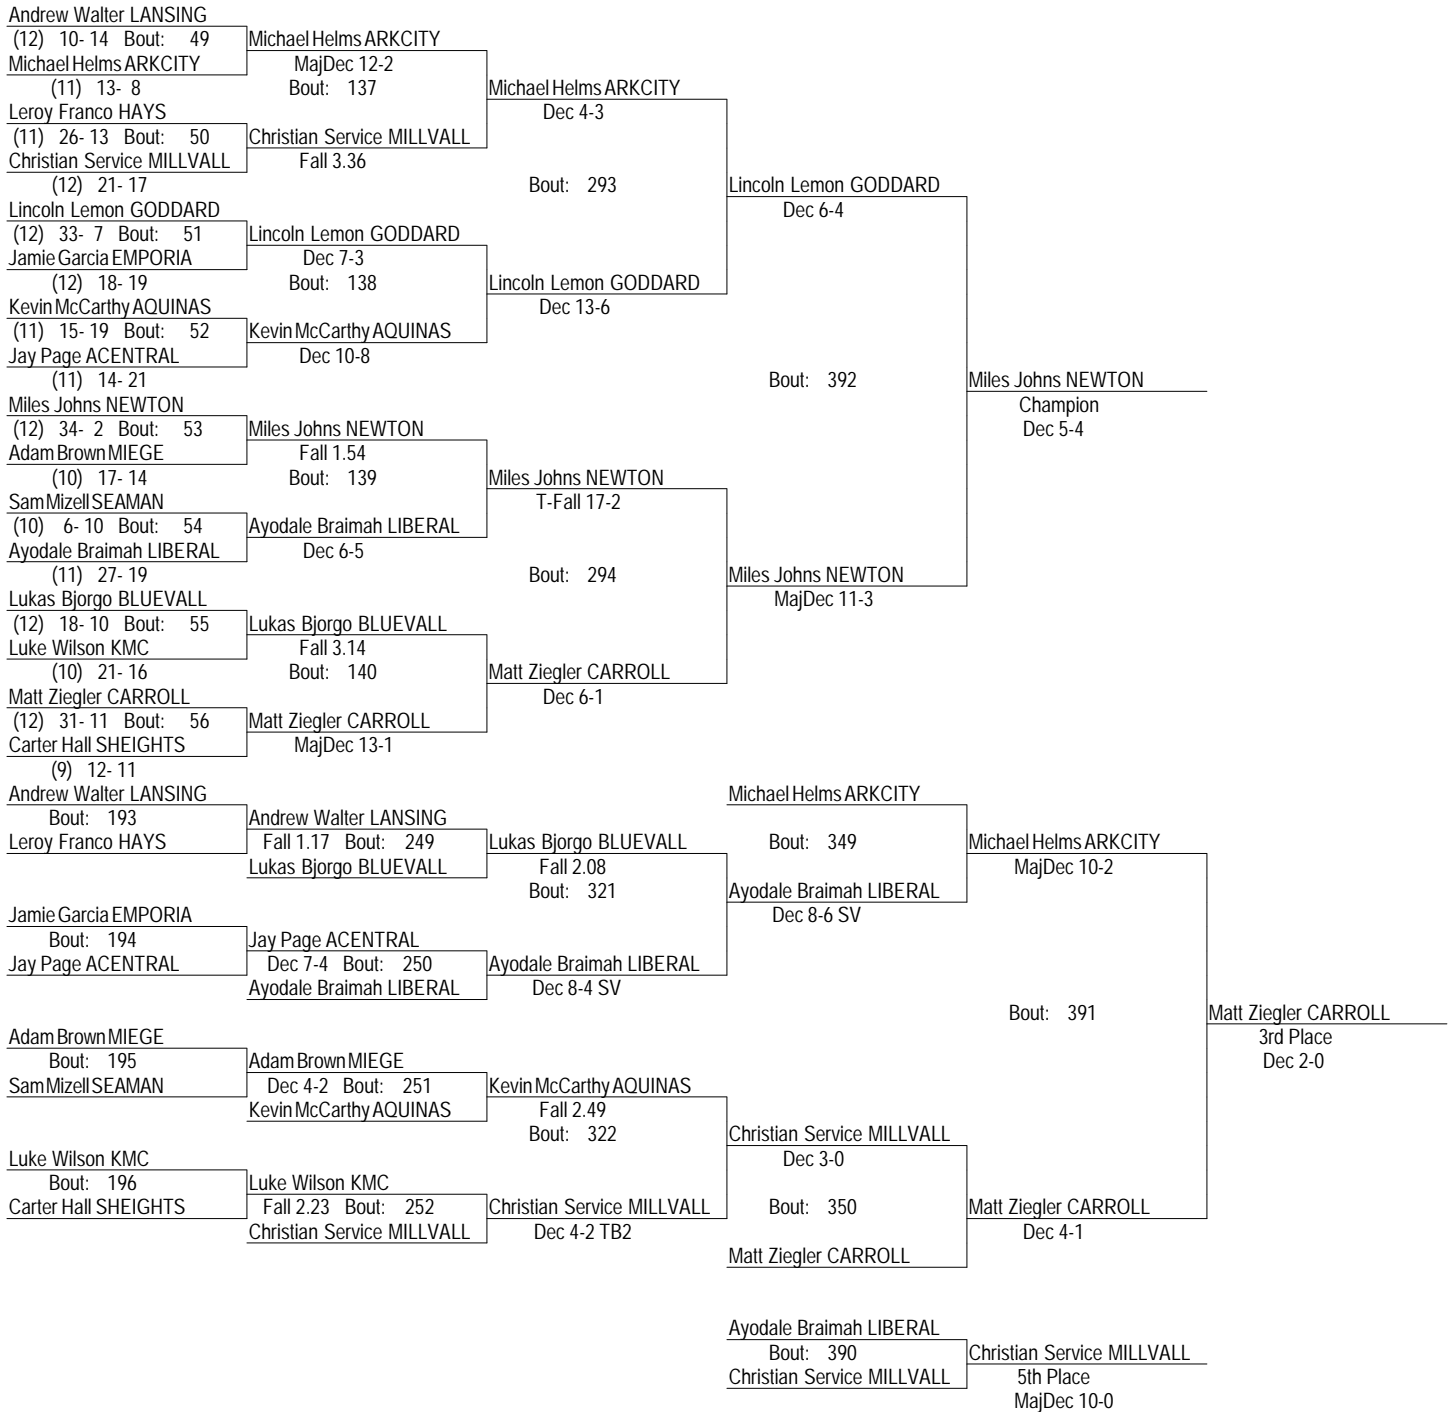 Andrew Walter LANSING
(12) 10- 14 Bout: 49 Michael Helms ARKCITY
Michael Helms ARKCITY MajDec 12-2
(11) 13- 8 Bout: 137 Michael Helms ARKCITY
Leroy Franco HAYS Dec 4-3
(11) 26- 13 Bout: 50 Christian Service MILLVALL
Christian Service MILLVALL Fall 3.36
(12) 21- 17 Bout: 293 Lincoln Lemon GODDARD
Lincoln Lemon GODDARD Dec 6-4
(12) 33- 7 Bout: 51 Lincoln Lemon GODDARD
Jamie Garcia EMPORIA Dec 7-3
(12) 18- 19 Bout: 138 Lincoln Lemon GODDARD
Kevin McCarthy AQUINAS Dec 13-6
(11) 15- 19 Bout: 52 Kevin McCarthy AQUINAS
Jay Page ACENTRAL Dec 10-8
(11) 14- 21 Bout: 392 Miles Johns NEWTON
Miles Johns NEWTON Champion
(12) 34- 2 Bout: 53 Miles Johns NEWTON Dec 5-4
Adam Brown MIEGE Fall 1.54
(10) 17- 14 Bout: 139 Miles Johns NEWTON
Sam Mizell SEAMAN T-Fall 17-2
(10) 6- 10 Bout: 54 Ayodale Braimah LIBERAL
Ayodale Braimah LIBERAL Dec 6-5
(11) 27- 19 Bout: 294 Miles Johns NEWTON
Lukas Bjorgo BLUEVALL MajDec 11-3
(12) 18- 10 Bout: 55 Lukas Bjorgo BLUEVALL
Luke Wilson KMC Fall 3.14
(10) 21- 16 Bout: 140 Matt Ziegler CARROLL
Matt Ziegler CARROLL Dec 6-1
(12) 31- 11 Bout: 56 Matt Ziegler CARROLL
Carter Hall SHEIGHTS MajDec 13-1
(9) 12- 11
Andrew Walter LANSING Michael Helms ARKCITY
Bout: 193 Andrew Walter LANSING
Leroy Franco HAYS Fall 1.17 Bout: 249 Lukas Bjorgo BLUEVALL Bout: 349 Michael Helms ARKCITY
Lukas Bjorgo BLUEVALL Fall 2.08 MajDec 10-2
Bout: 321 Ayodale Braimah LIBERAL
Jamie Garcia EMPORIA Dec 8-6 SV
Bout: 194 Jay Page ACENTRAL
Jay Page ACENTRAL Dec 7-4 Bout: 250 Ayodale Braimah LIBERAL
Ayodale Braimah LIBERAL Dec 8-4 SV
Bout: 391 Matt Ziegler CARROLL
Adam Brown MIEGE 3rd Place
Bout: 195 Adam Brown MIEGE Dec 2-0
Sam Mizell SEAMAN Dec 4-2 Bout: 251 Kevin McCarthy AQUINAS
Kevin McCarthy AQUINAS Fall 2.49
Bout: 322 Christian Service MILLVALL
Luke Wilson KMC Dec 3-0
Bout: 196 Luke Wilson KMC
Carter Hall SHEIGHTS Fall 2.23 Bout: 252 Christian Service MILLVALL Bout: 350 Matt Ziegler CARROLL
Christian Service MILLVALL Dec 4-2 TB2 Dec 4-1
Matt Ziegler CARROLL
Ayodale Braimah LIBERAL
Bout: 390 Christian Service MILLVALL
Christian Service MILLVALL 5th Place
MajDec 10-0